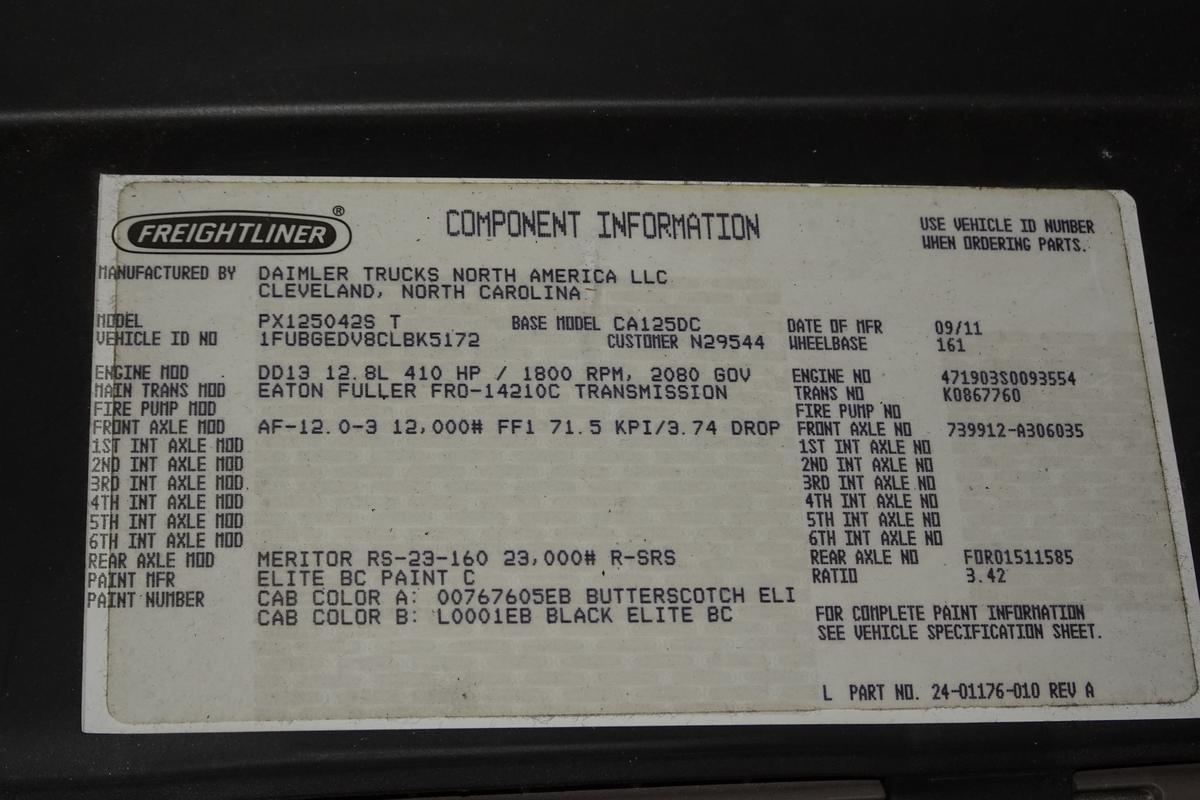 FREIGHTLINER ® COMPONENT INFORMATION USE VEHICLE ID NUMBER
WHEN ORDERING PARTS.
MANUFACTURED BY DAIMLER TRUCKS NORTH AMERICA LLC
CLEVELAND, NORTH CAROLINA
MODEL PX125042S T BASE MODEL CA125DC DATE OF MFR 09/11
VEHICLE ID NO 1FUBGEDV8CLBK5172 CUSTOMER N29544 WHEELBASE 161
ENGINE MOD DD13 12.8L 410 HP / 1800 RPM, 2080 GOV ENGINE NO 471903S0093554
MAIN TRANS MOD EATON FULLER FRO-14210C TRANSMISSION TRANS NO K0867760
FIRE PUMP MOD FIRE PUMP NO
FRONT AXLE MOD AF-12.0-3 12,000# FF1 71.5 KPI/3.74 DROP FRONT AXLE NO 739912-A306035
1ST INT AXLE MOD 1ST INT AXLE NO
2ND INT AXLE MOD 2ND INT AXLE NO
3RD INT AXLE MOD 3RD INT AXLE NO
4TH INT AXLE MOD 4TH INT AXLE NO
5TH INT AXLE MOD 5TH INT AXLE NO
6TH INT AXLE MOD 6TH INT AXLE NO
REAR AXLE MOD MERITOR RS-23-160 23,000# R-SRS REAR AXLE NO FOR01511585
PAINT MFR ELITE BC PAINT C RATIO 3.42
PAINT NUMBER CAB COLOR A: 00767605EB BUTTERSCOTCH ELI
CAB COLOR B: L0001EB BLACK ELITE BC FOR COMPLETE PAINT INFORMATION
SEE VEHICLE SPECIFICATION SHEET.
L PART NO. 24-01176-010 REV A